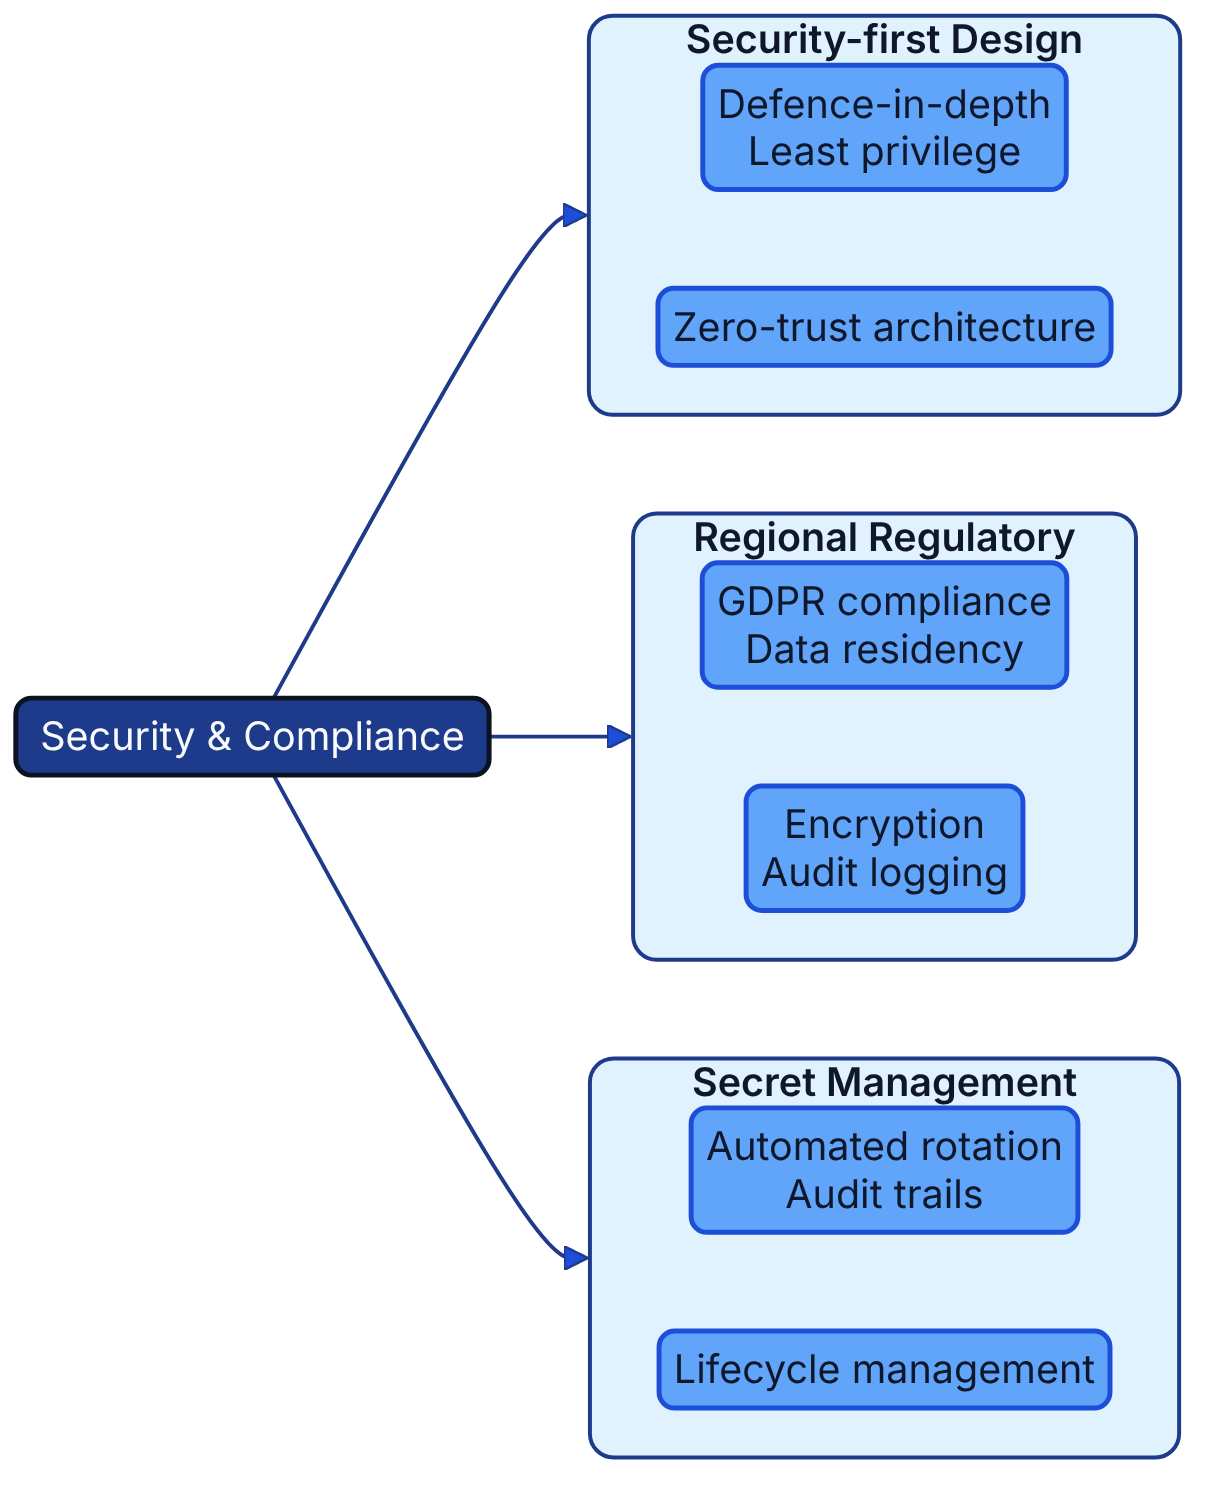 Security-first Design
Defence-in-depth
Least privilege
Zero-trust architecture
Regional Regulatory
GDPR compliance
Data residency
Security & Compliance
Encryption
Audit logging
Secret Management
Automated rotation
Audit trails
Lifecycle management